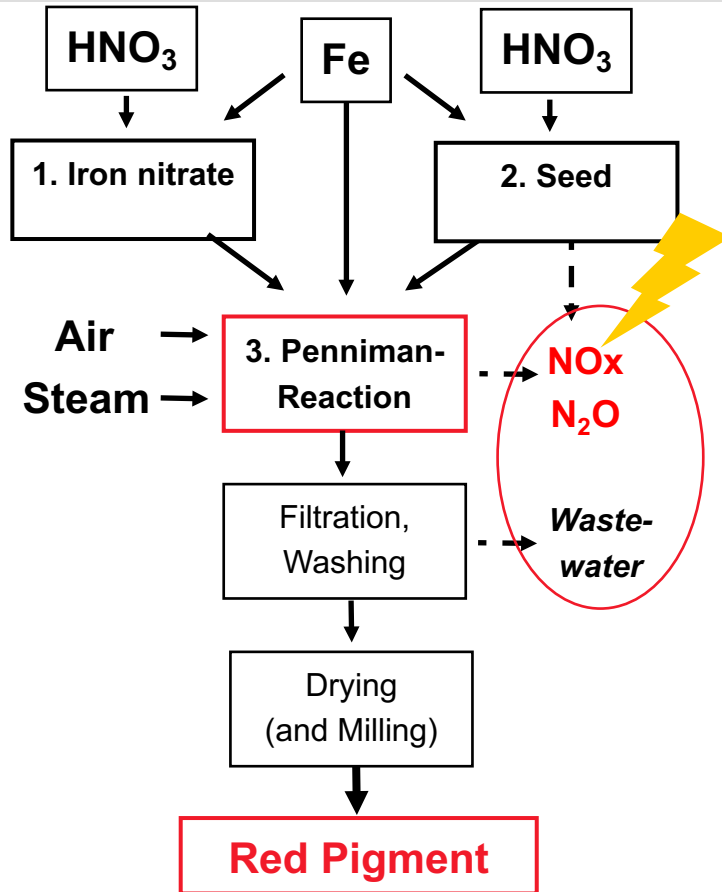 HNO₃
Fe
HNO₃
1. Iron nitrate
2. Seed
Air
Steam
3. Penniman-
Reaction
NOx
N₂O
Filtration,
Washing
Waste-
water
Drying
(and Milling)
Red Pigment